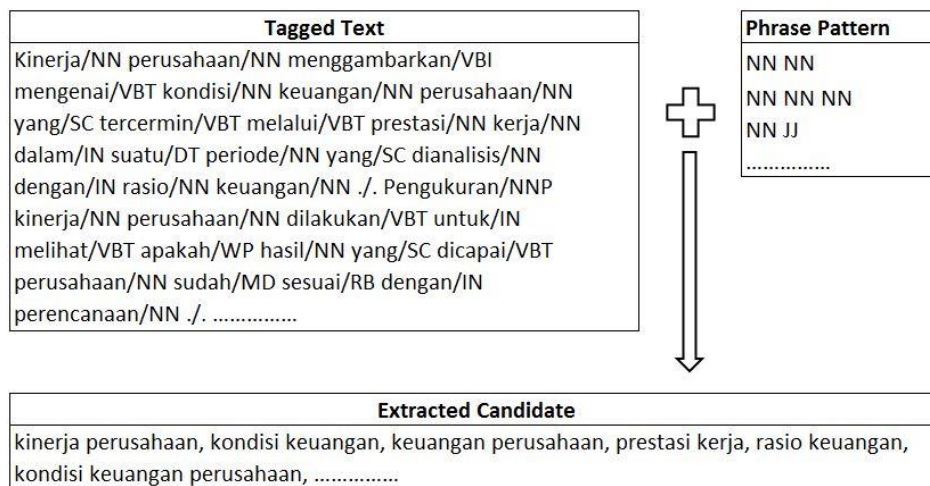 Tagged Text
Kinerja/NN perusahaan/NN menggambarkan/VBI
mengenai/VBT kondisi/NN keuangan/NN perusahaan/NN
yang/SC tercermin/VBT melalui/VBT prestasi/NN kerja/NN
dalam/IN suatu/DT periode/NN yang/SC dianalisis/NN
dengan/IN rasio/NN keuangan/NN ./. Pengukuran/NNP
kinerja/NN perusahaan/NN dilakukan/VBT untuk/IN
melihat/VBT apakah/WP hasil/NN yang/SC dicapai/VBT
perusahaan/NN sudah/MD sesuai/RB dengan/IN
perencanaan/NN ./. ...............
Phrase Pattern
NN NN
NN NN NN
NN JJ
...............
Extracted Candidate
kinerja perusahaan, kondisi keuangan, keuangan perusahaan, prestasi kerja, rasio keuangan,
kondisi keuangan perusahaan, ...............